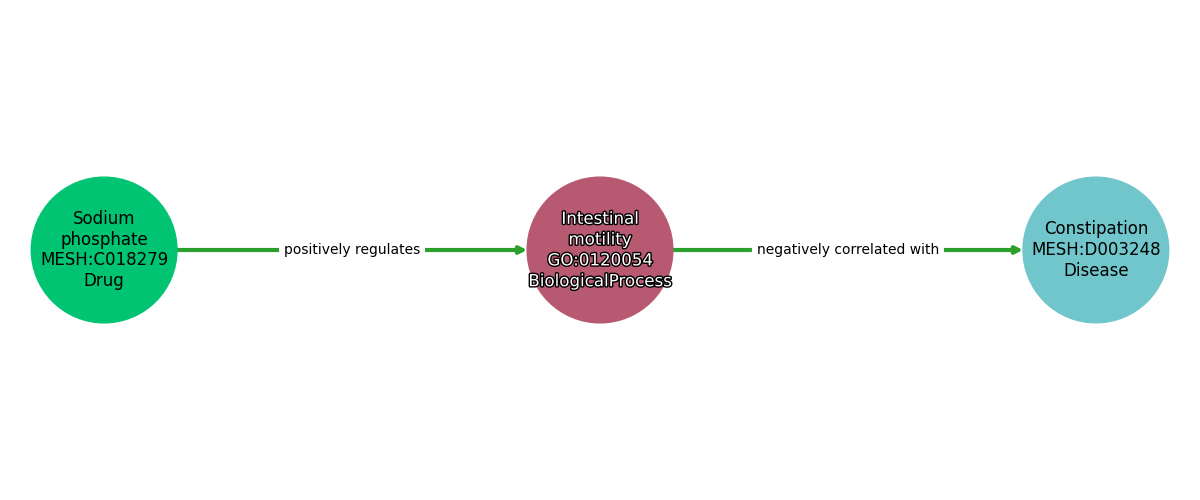 Sodium
phosphate
MESH:C018279
Drug
positively regulates
Intestinal
motility
GO:0120054
BiologicalProcess
negatively correlated with
Constipation
MESH:D003248
Disease